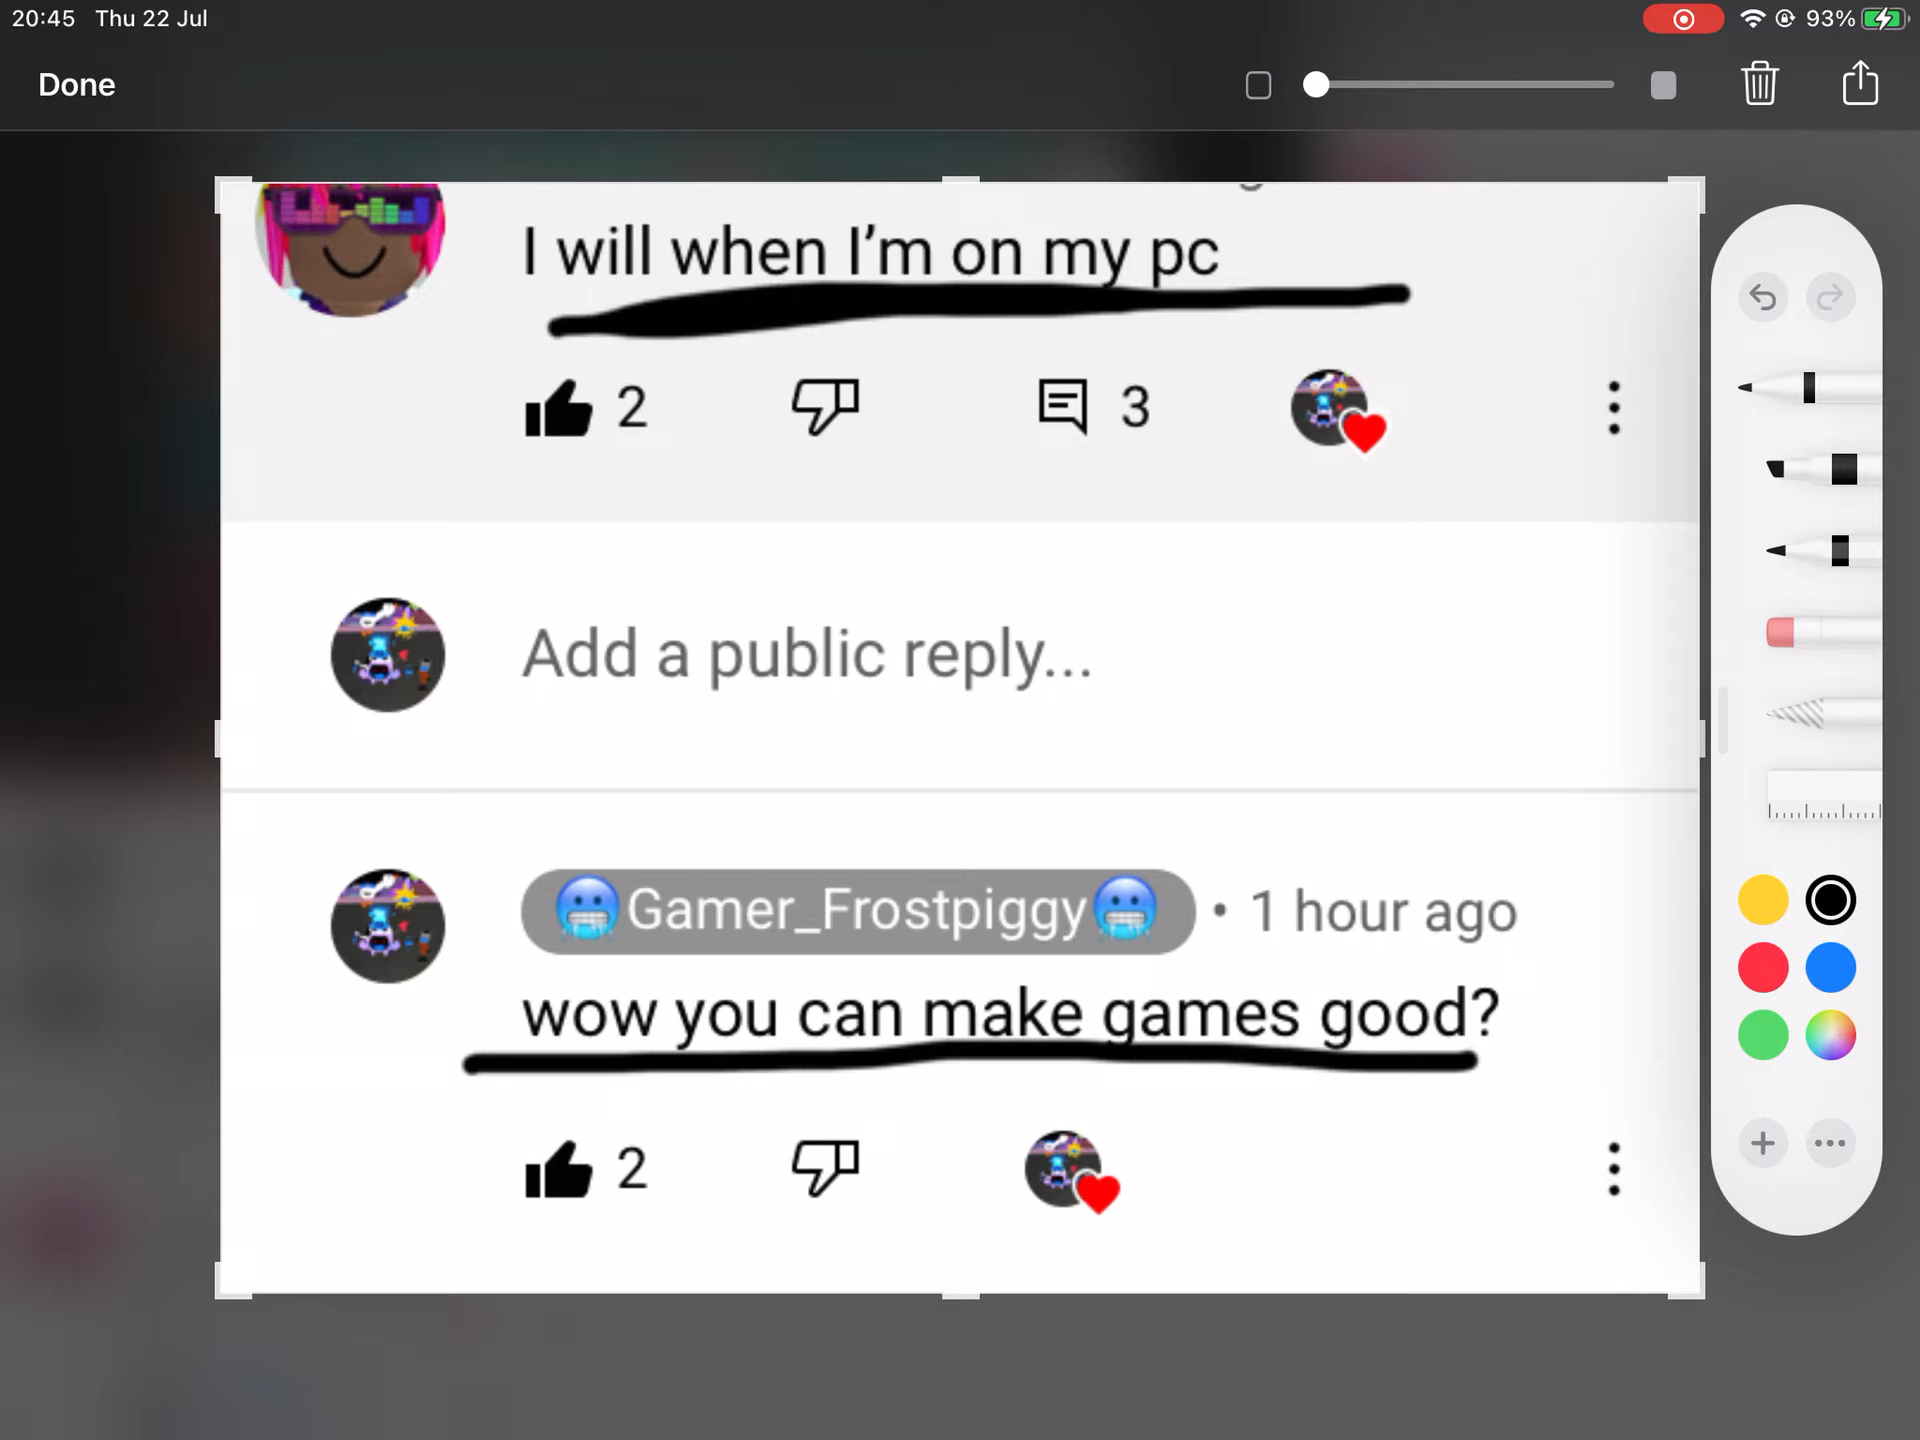 20:45 Thu 22 Jul 93%
Done
I will when I'm on my pc
2 3
Add a public reply...
🥶Gamer_Frostpiggy🥶 • 1 hour ago
wow you can make games good?
2